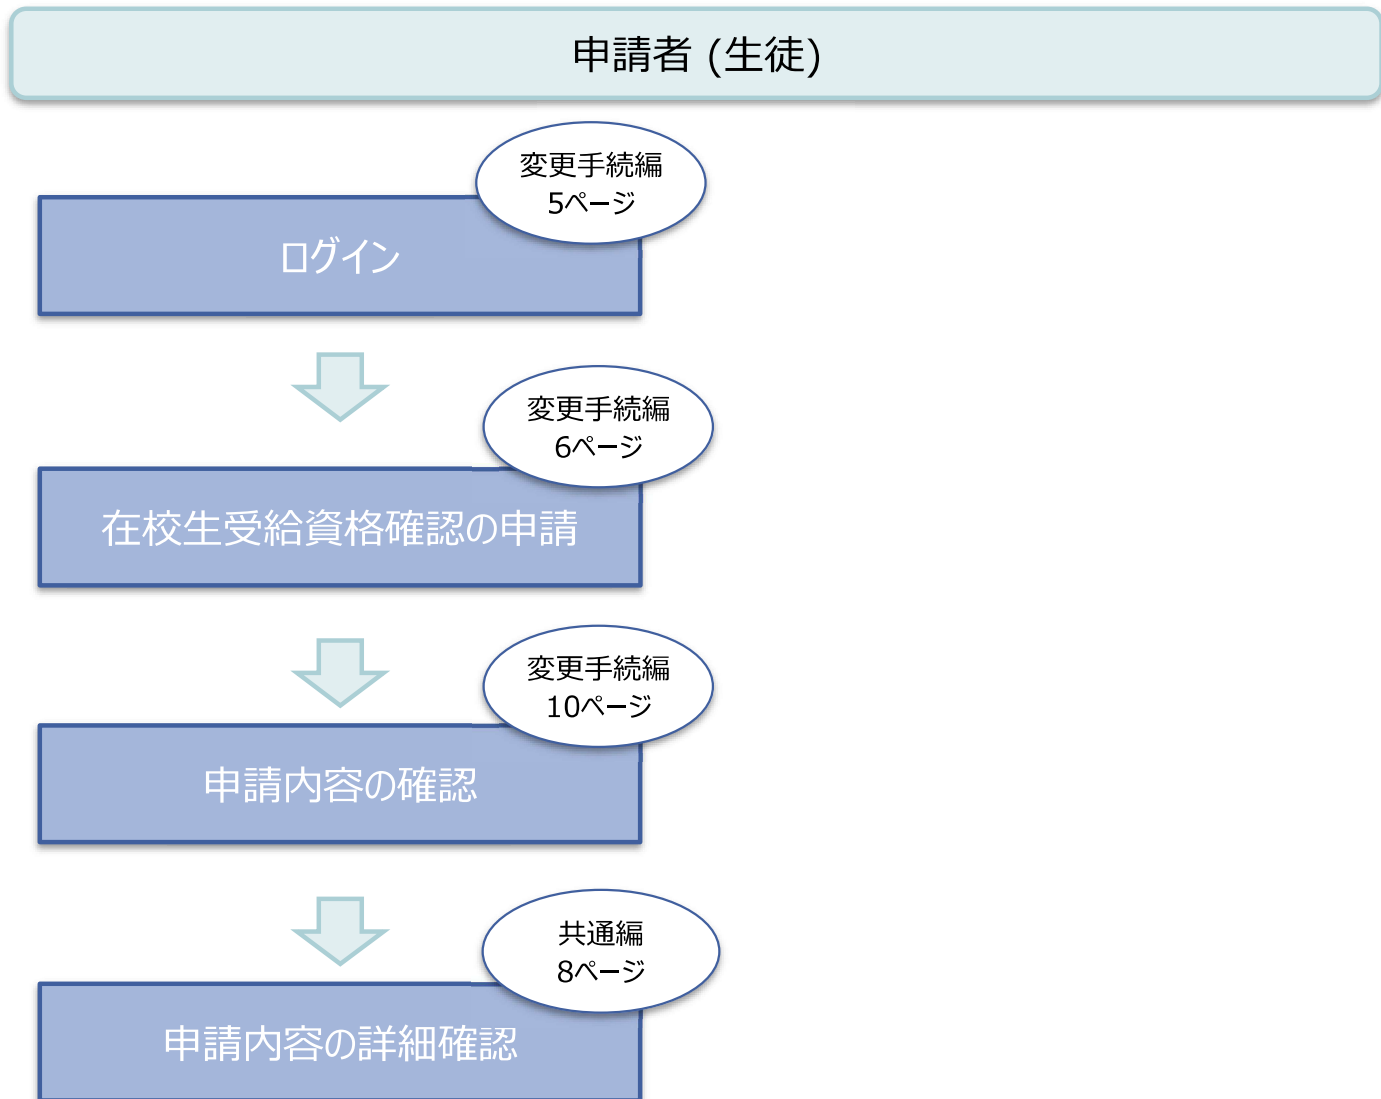 申請者 (生徒)
変更手続編
5ページ
ログイン
変更手続編
6ページ
在校生受給資格確認の申請
変更手続編
10ページ
申請内容の確認
共通編
8ページ
申請内容の詳細確認